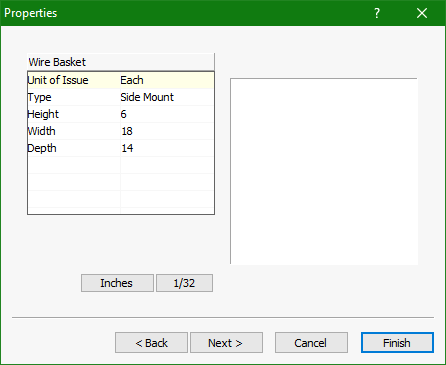 Properties ? ×
Wire Basket
Unit of Issue Each
Type Side Mount
Height 6
Width 18
Depth 14
Inches 1/32
< Back Next > Cancel Finish